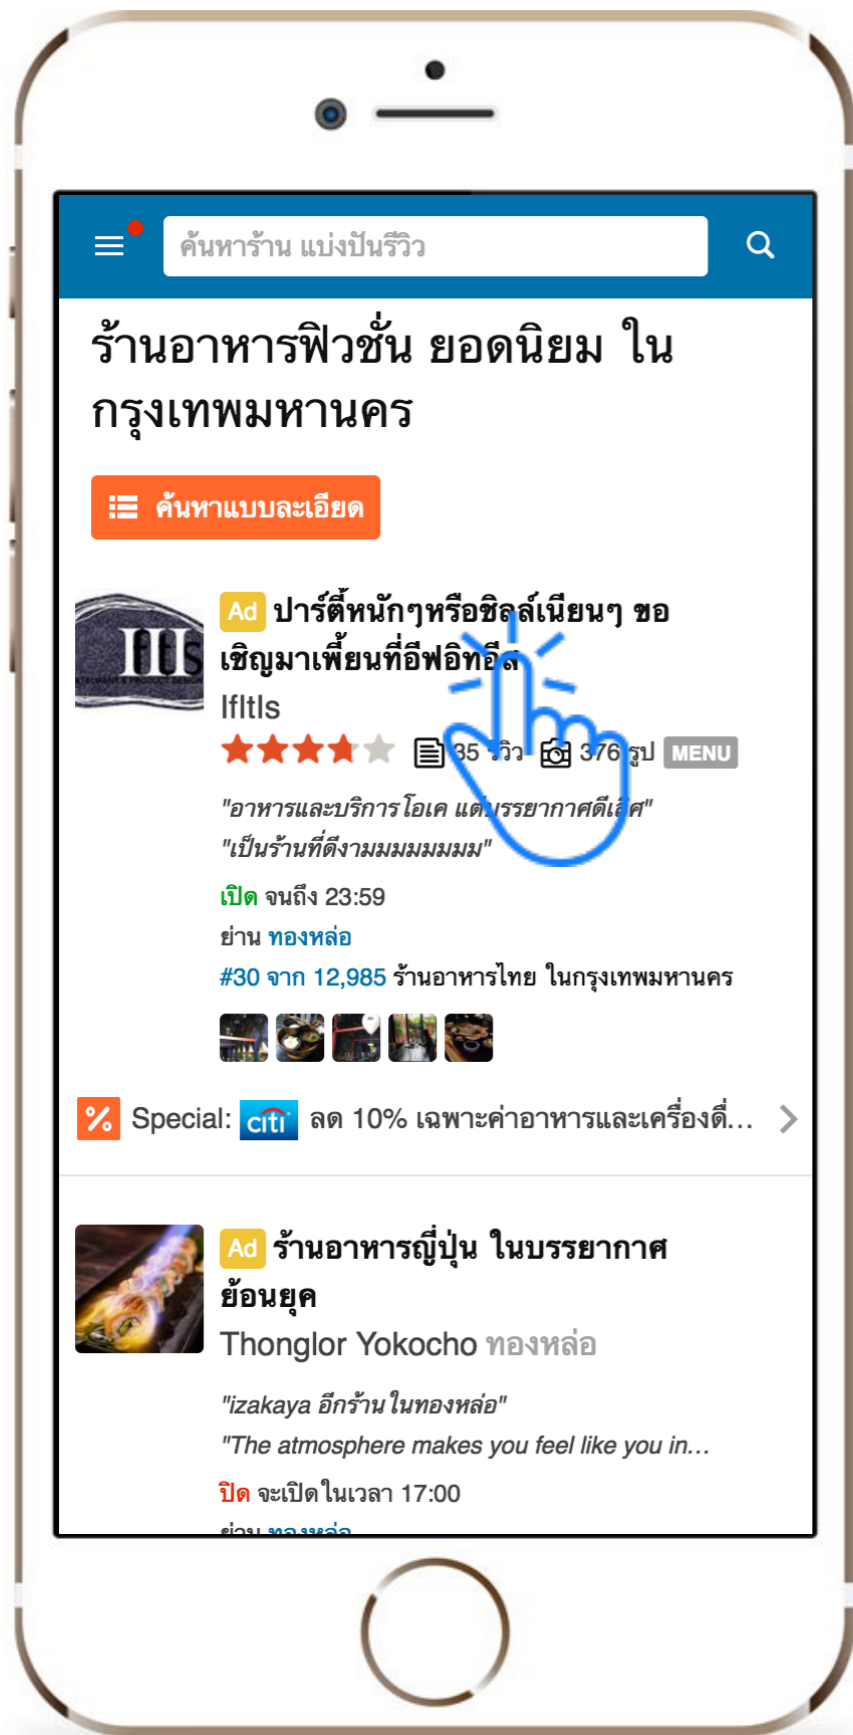 ค้นหาร้าน แบ่งปันรีวิว
ร้านอาหารฟิวชั่น ยอดนิยม ใน
กรุงเทพมหานคร
ค้นหาแบบละเอียด
Ad ปาร์ตี้หนักๆหรือชิลล์เนียนๆ ขอ
เชิญมาเพี้ยนที่อีฟอิทอีส
IfItIs
35 รีวิว 376 รูป MENU
"อาหารและบริการโอเค แต่บรรยากาศดีเลิศ"
"เป็นร้านที่ดีงามมมมมมมม"
เปิด จนถึง 23:59
ย่าน ทองหล่อ
#30 จาก 12,985 ร้านอาหารไทย ในกรุงเทพมหานคร
Special: citi ลด 10% เฉพาะค่าอาหารและเครื่องดื่...
Ad ร้านอาหารญี่ปุ่น ในบรรยากาศ
ย้อนยุค
Thonglor Yokocho ทองหล่อ
"izakaya อีกร้านในทองหล่อ"
"The atmosphere makes you feel like you in...
ปิด จะเปิดในเวลา 17:00
ย่าน ทองหล่อ